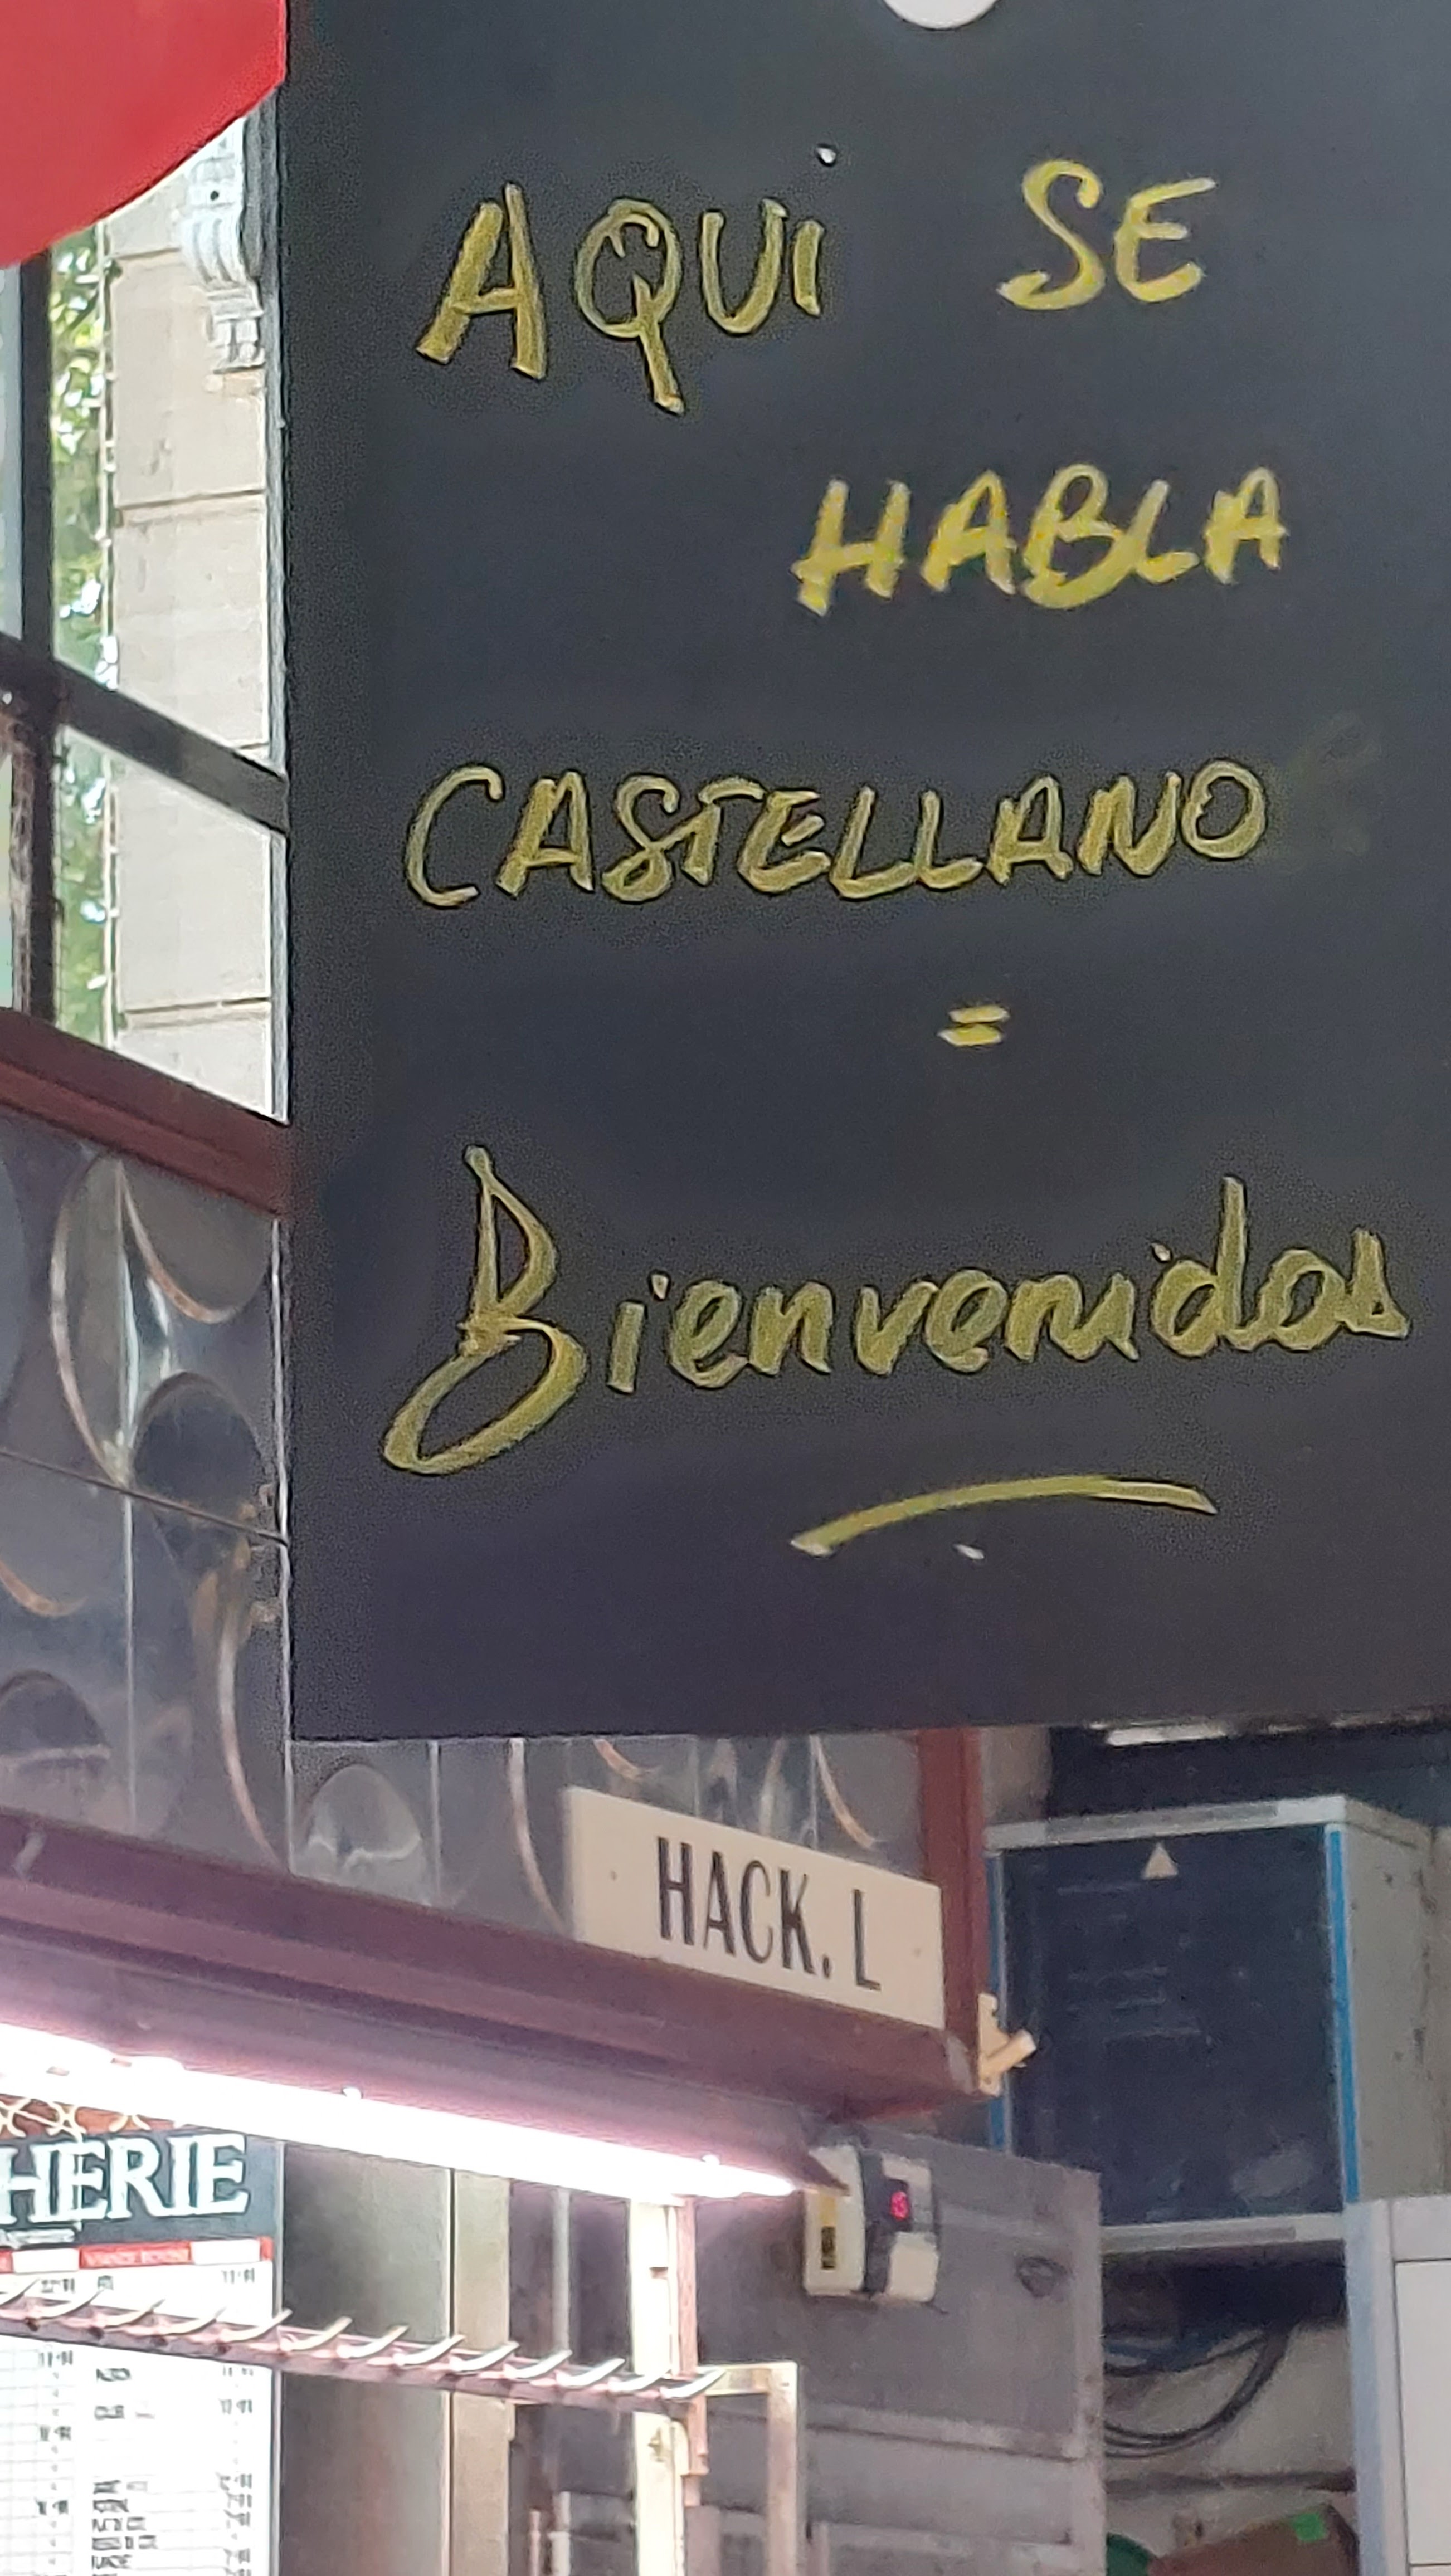 AQUi SE
HABLA
CASTELLANO
=
Bienvenidos
HACK. L
HERIE